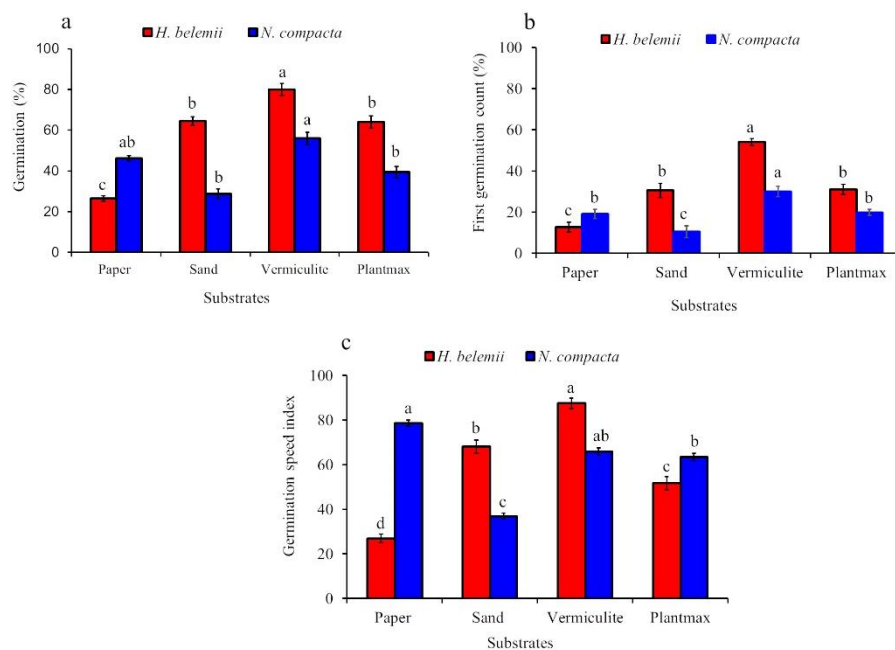 a
H. belemii N. compacta
Germination (%)
100
80
60
40
20
0
c ab b b a a b b
Paper Sand Vermiculite Plantmax
Substrates
b
H. belemii N. compacta
First germination count (%)
100
80
60
40
20
0
c b b c a a b b
Paper Sand Vermiculite Plantmax
Substrates
c
H. belemii N. compacta
Germination speed index
100
80
60
40
20
0
d a b c a ab c b
Paper Sand Vermiculite Plantmax
Substrates